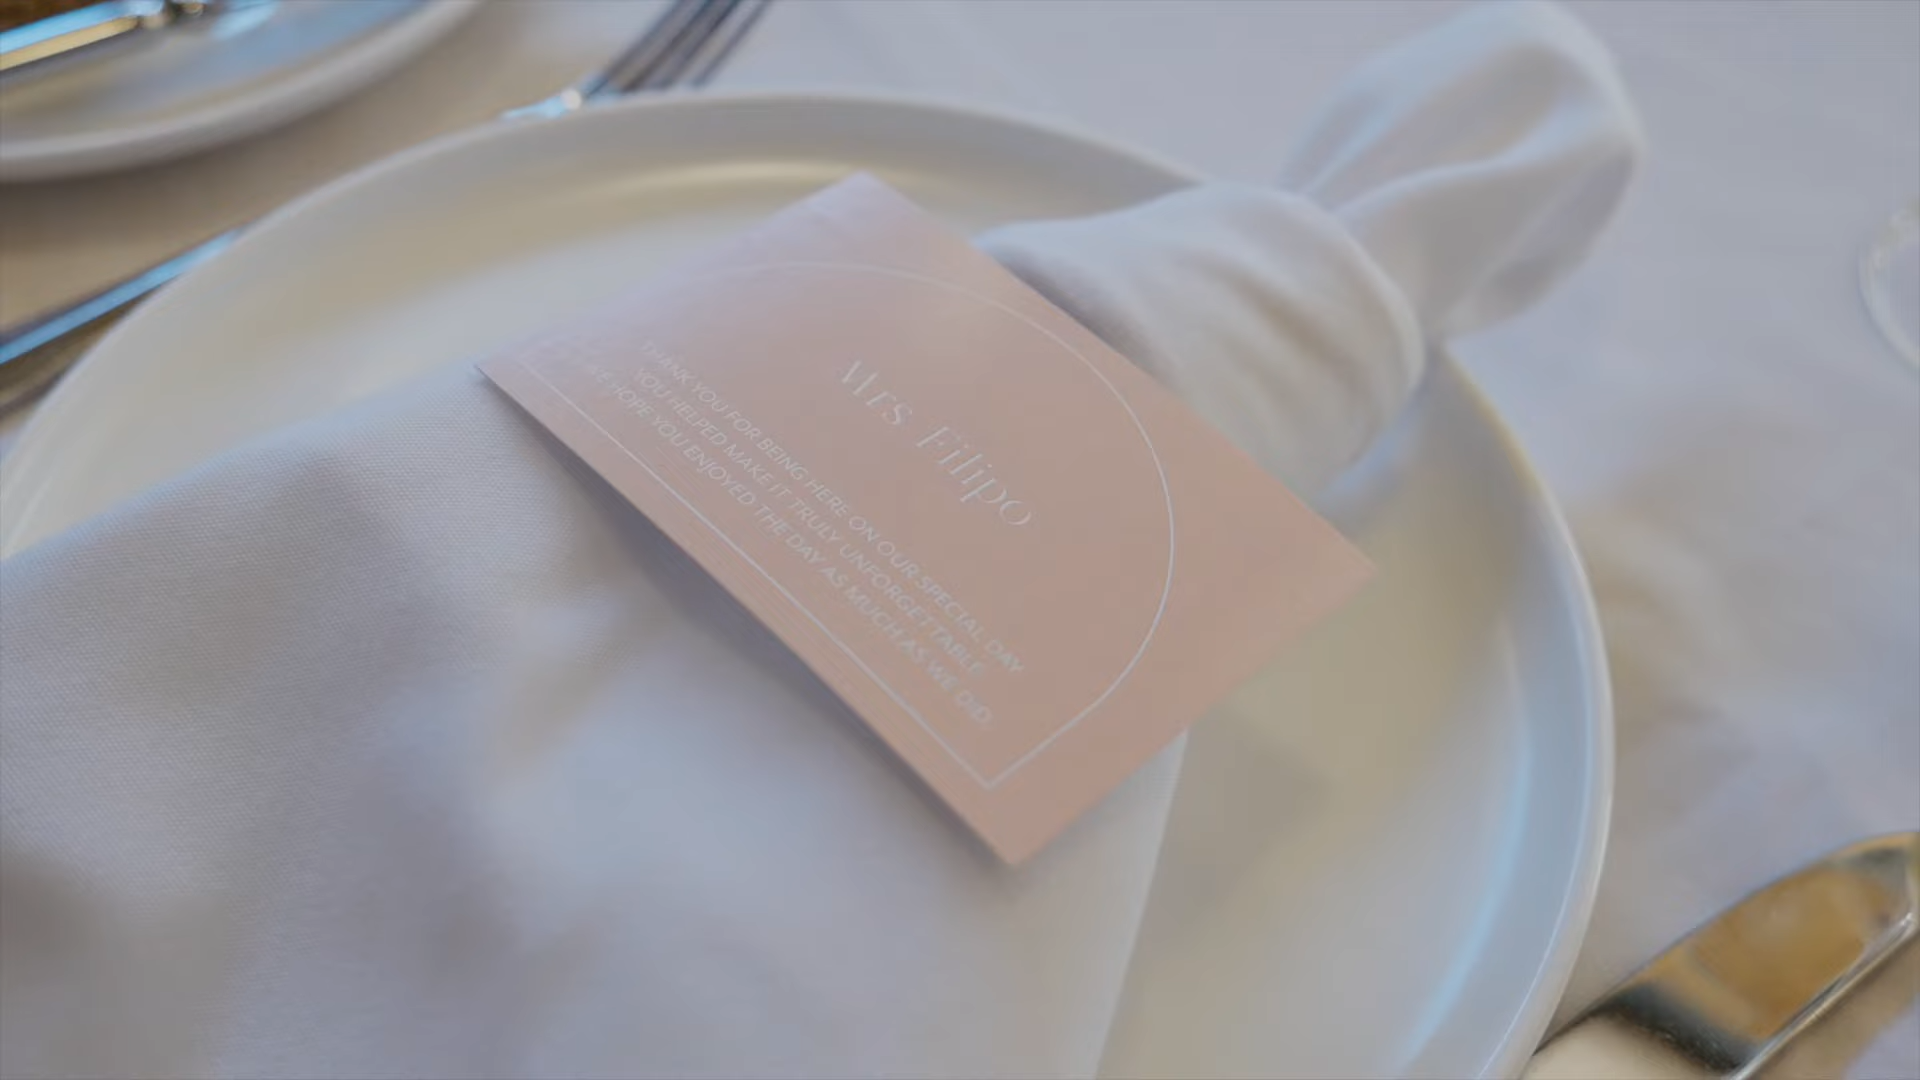 Mrs Filipo
THANK YOU FOR BEING HERE ON OUR SPECIAL DAY
YOU HELPED MAKE IT TRULY UNFORGETTABLE
WE HOPE YOU ENJOYED THE DAY AS MUCH AS WE DID